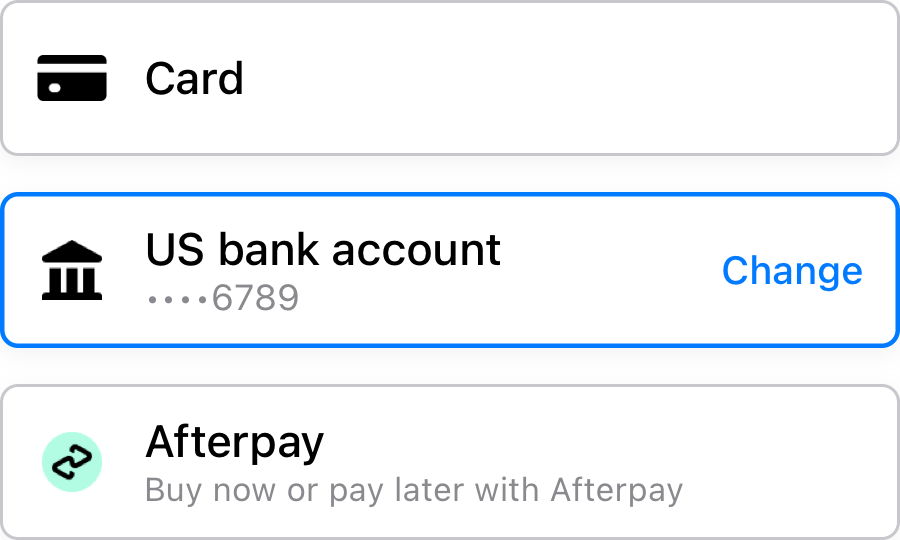 Card
US bank account
Change
••••6789
Afterpay
Buy now or pay later with Afterpay